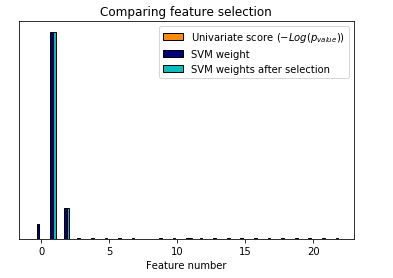 Comparing feature selection
Univariate score (−Log(p_value))
SVM weight
SVM weights after selection
0 5 10 15 20
Feature number